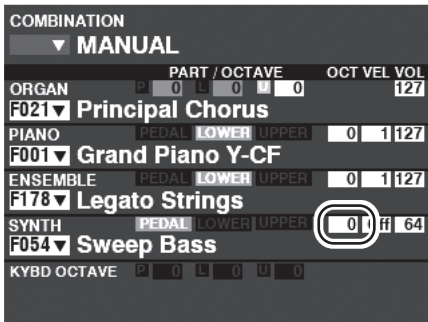 COMBINATION
▼ MANUAL
PART / OCTAVE OCT VEL VOL
ORGAN P 0 L 0 U 0 127
F021▼ Principal Chorus
PIANO PEDAL LOWER UPPER 0 1 127
F001▼ Grand Piano Y-CF
ENSEMBLE PEDAL LOWER UPPER 0 1 127
F178▼ Legato Strings
SYNTH PEDAL LOWER UPPER 0 Off 64
F054▼ Sweep Bass
KYBD OCTAVE P 0 L 0 U 0